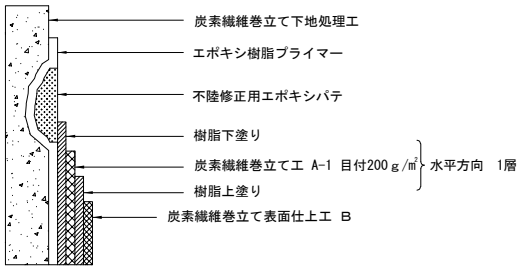 炭素繊維巻立て下地処理工
エポキシ樹脂プライマー
不陸修正用エポキシパテ
樹脂下塗り
炭素繊維巻立て工 A-1 目付200ｇ/㎡ 水平方向 1層
樹脂上塗り
炭素繊維巻立て表面仕上工 B